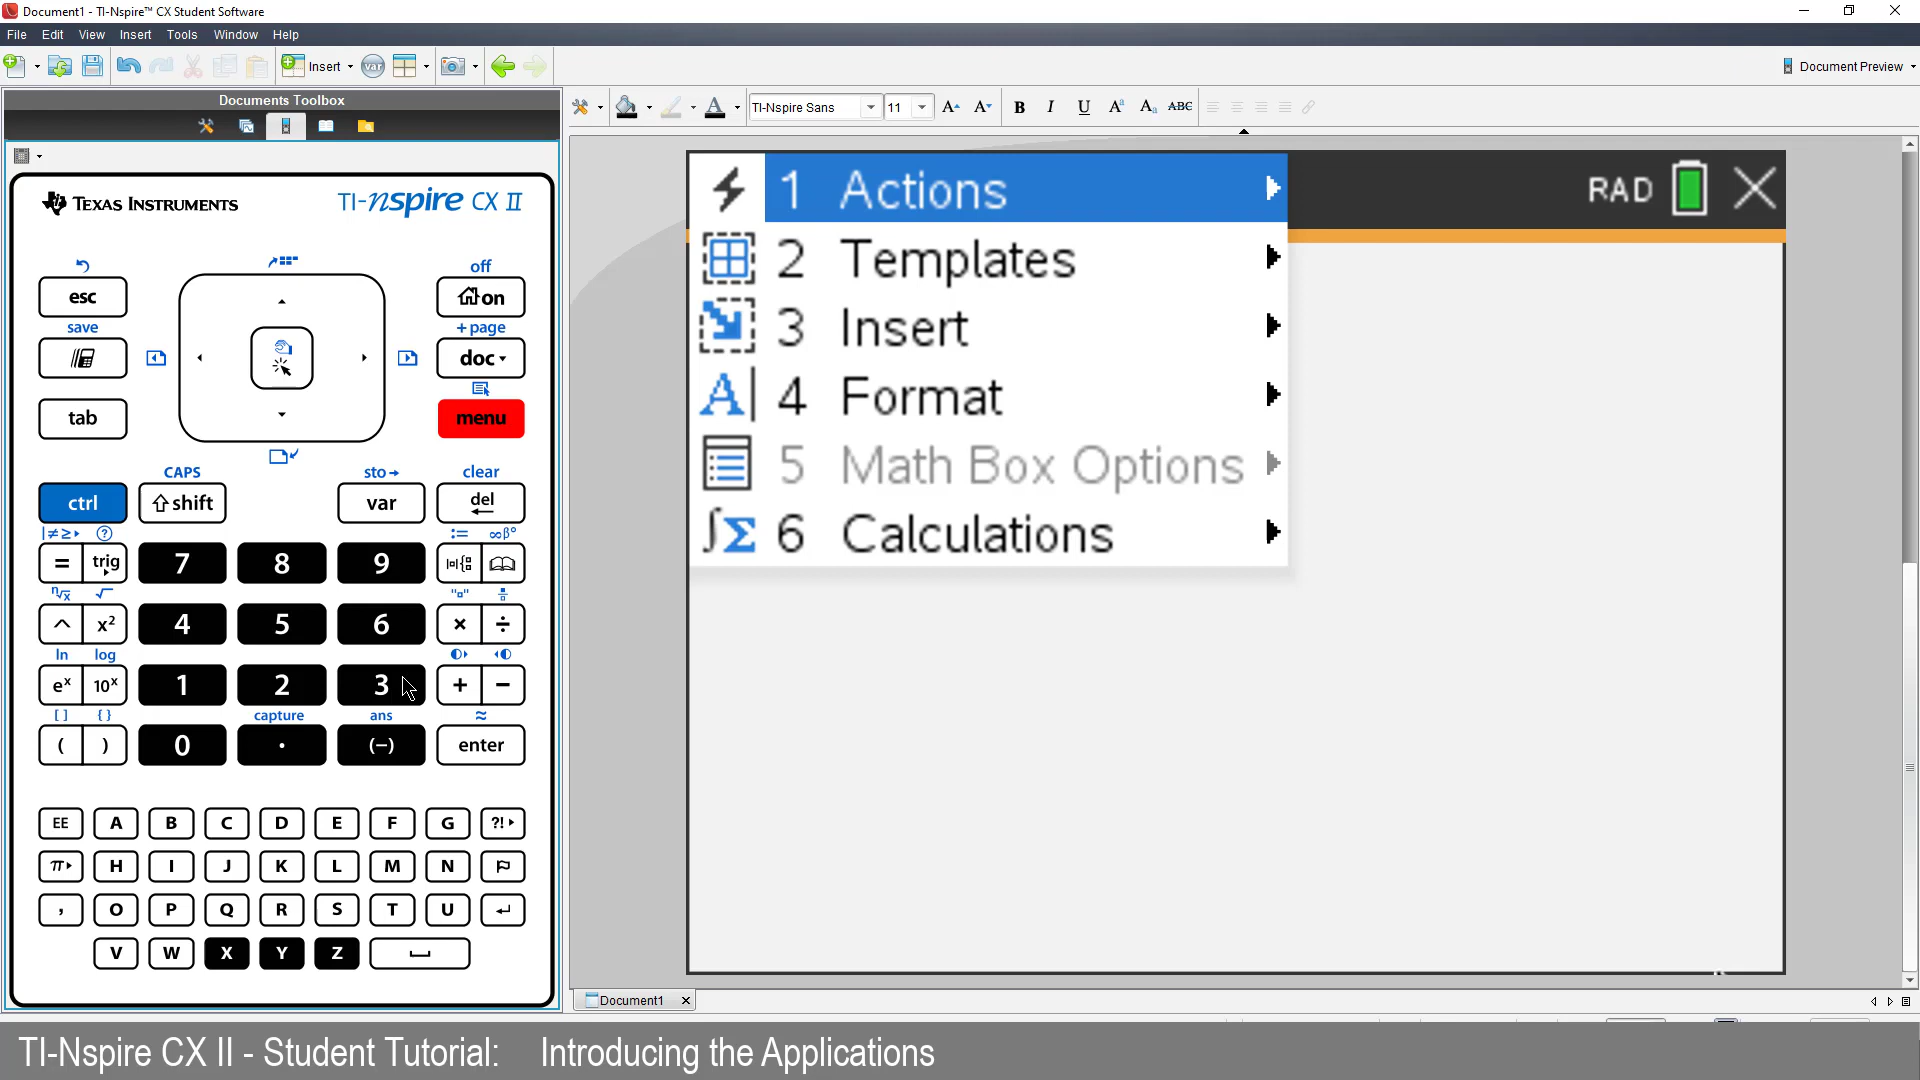 Document1 - TI-Nspire™ CX Student Software
File Edit View Insert Tools Window Help
Insert var Document Preview
Documents Toolbox
TI-Nspire Sans 11 B I U A A ABC
TEXAS INSTRUMENTS TI-nspire CX II
off
esc on
save + page
doc
tab menu
CAPS sto→ clear
ctrl shift var del
|≠≥▸ ? := ∞β°
= trig 7 8 9
ⁿ√x √
^ x² 4 5 6 × ÷
ln log
eˣ 10ˣ 1 2 3 + −
[ ] { } capture ans ≈
( ) 0 . (−) enter
EE A B C D E F G ?!▸
π▸ H I J K L M N
, O P Q R S T U
V W X Y Z
1 Actions
2 Templates
3 Insert
4 Format
5 Math Box Options
6 Calculations
RAD
Document1
TI-Nspire CX II - Student Tutorial: Introducing the Applications